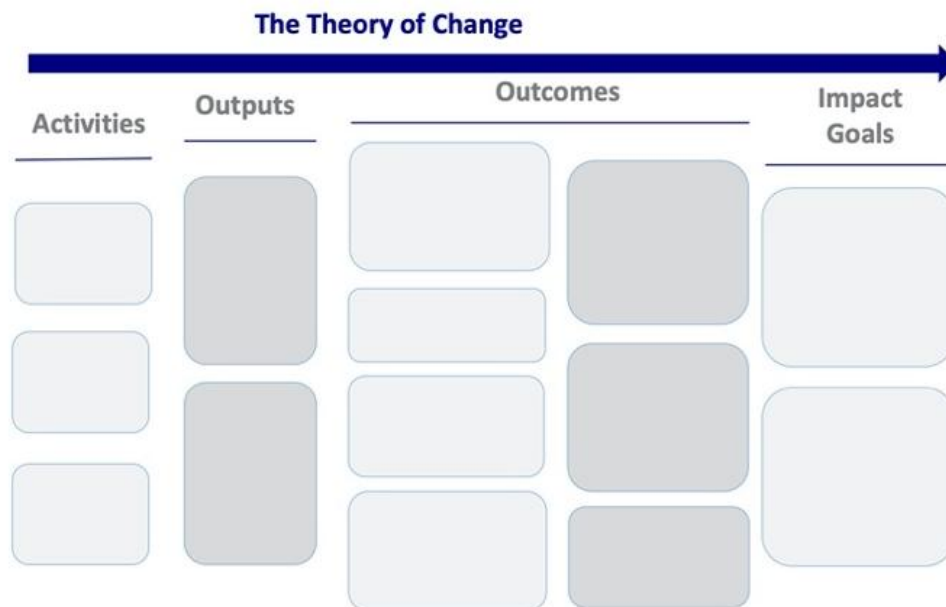 The Theory of Change
Activities
Outputs
Outcomes
Impact
Goals